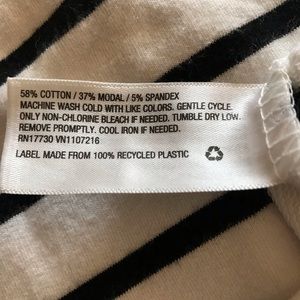 58% COTTON / 37% MODAL / 5% SPANDEX
MACHINE WASH COLD WITH LIKE COLORS. GENTLE CYCLE.
ONLY NON-CHLORINE BLEACH IF NEEDED. TUMBLE DRY LOW.
REMOVE PROMPTLY. COOL IRON IF NEEDED.
RN17730 VN1107216
LABEL MADE FROM 100% RECYCLED PLASTIC